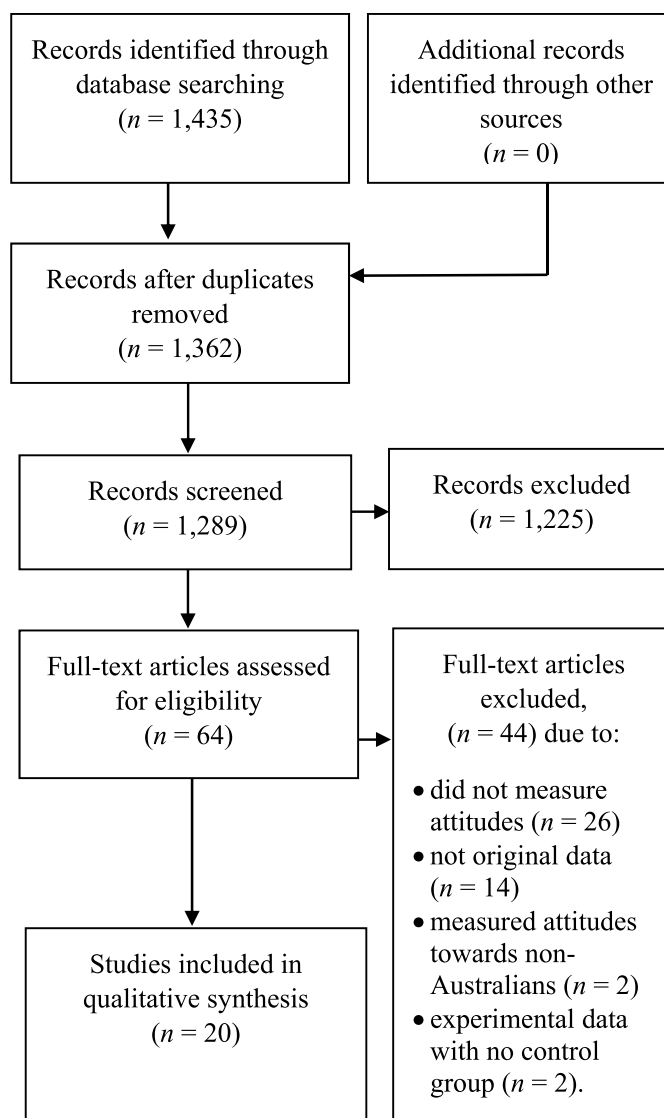 Records identified through
database searching
(n = 1,435)
Additional records
identified through other
sources
(n = 0)
Records after duplicates
removed
(n = 1,362)
Records screened
(n = 1,289)
Records excluded
(n = 1,225)
Full-text articles assessed
for eligibility
(n = 64)
Full-text articles
excluded,
(n = 44) due to:
• did not measure
attitudes (n = 26)
• not original data
(n = 14)
• measured attitudes
towards non-
Australians (n = 2)
• experimental data
with no control
group (n = 2).
Studies included in
qualitative synthesis
(n = 20)